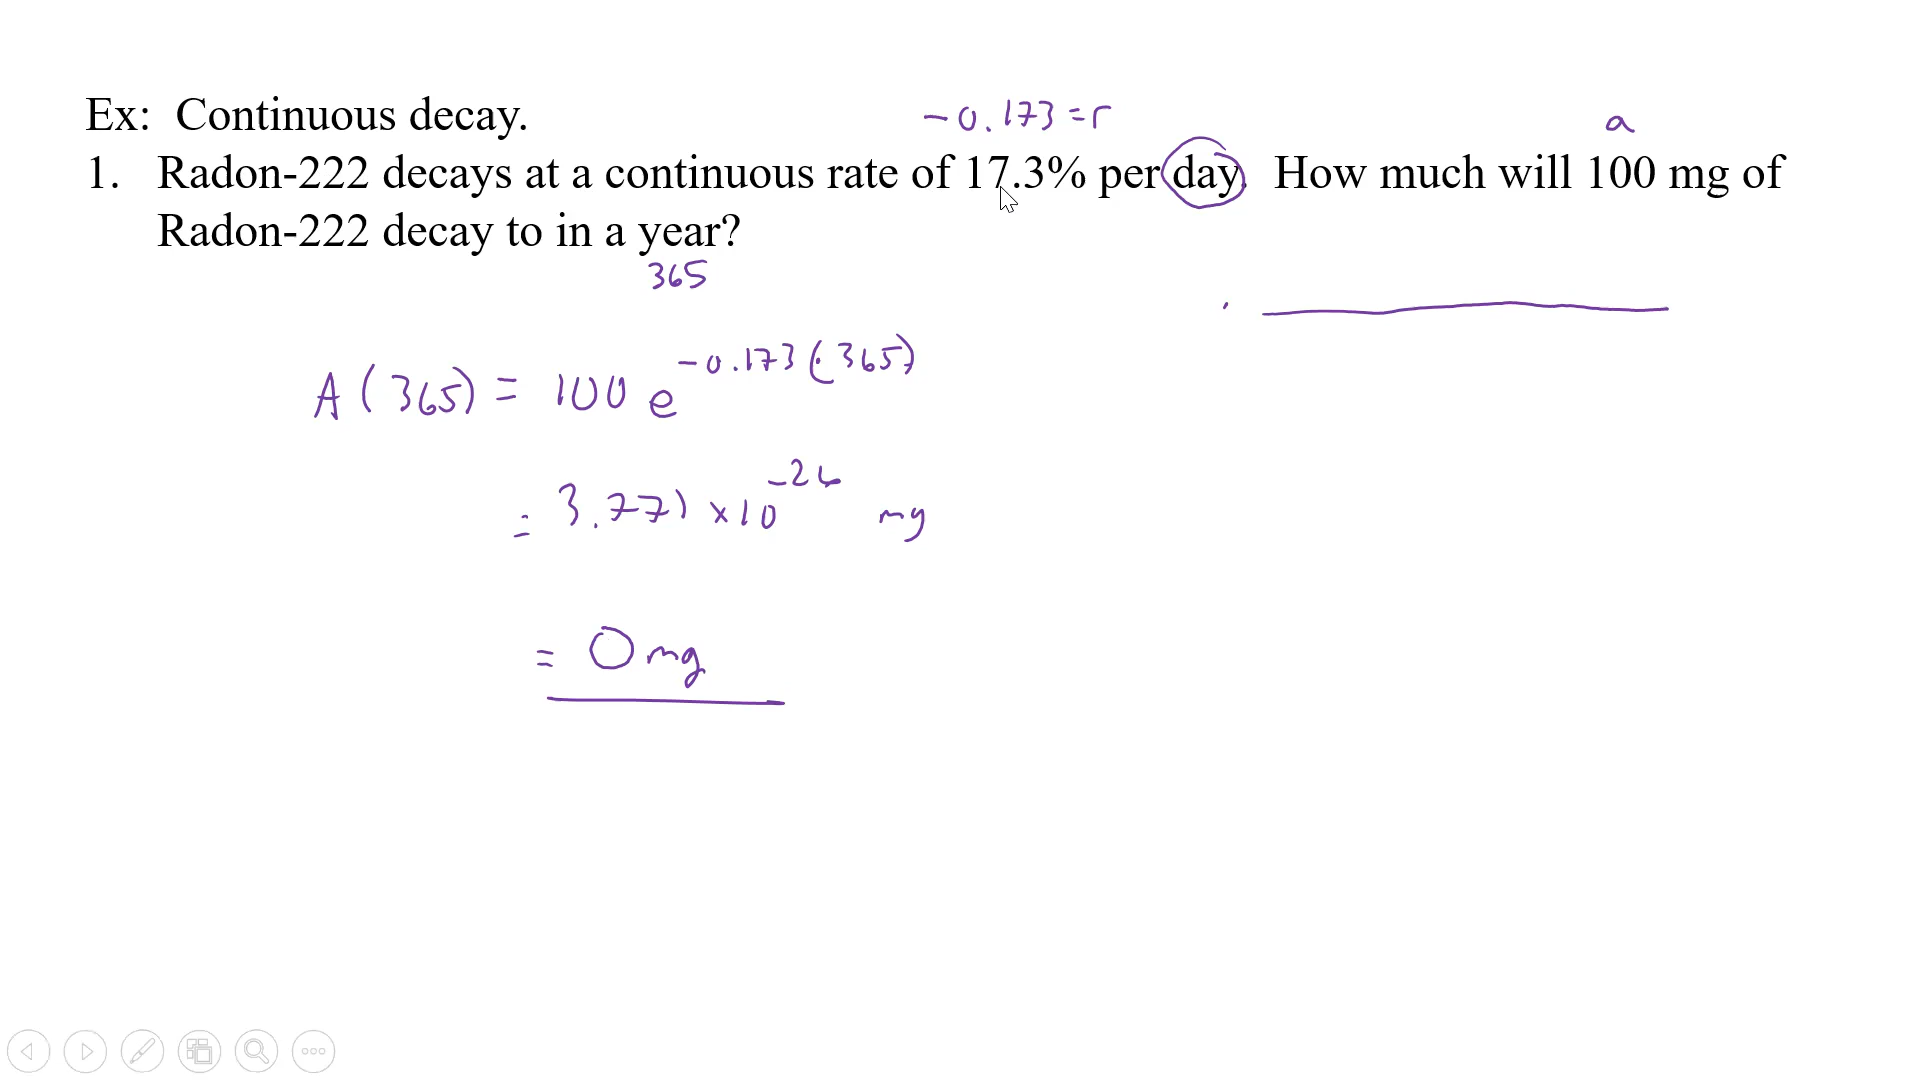 Ex: Continuous decay.
-0.173 = r
a
1. Radon-222 decays at a continuous rate of 17.3% per day. How much will 100 mg of
Radon-222 decay to in a year?
365
A(365) = 100 e^-0.173(·365)
= 3.771 × 10^-26 mg
= 0 mg